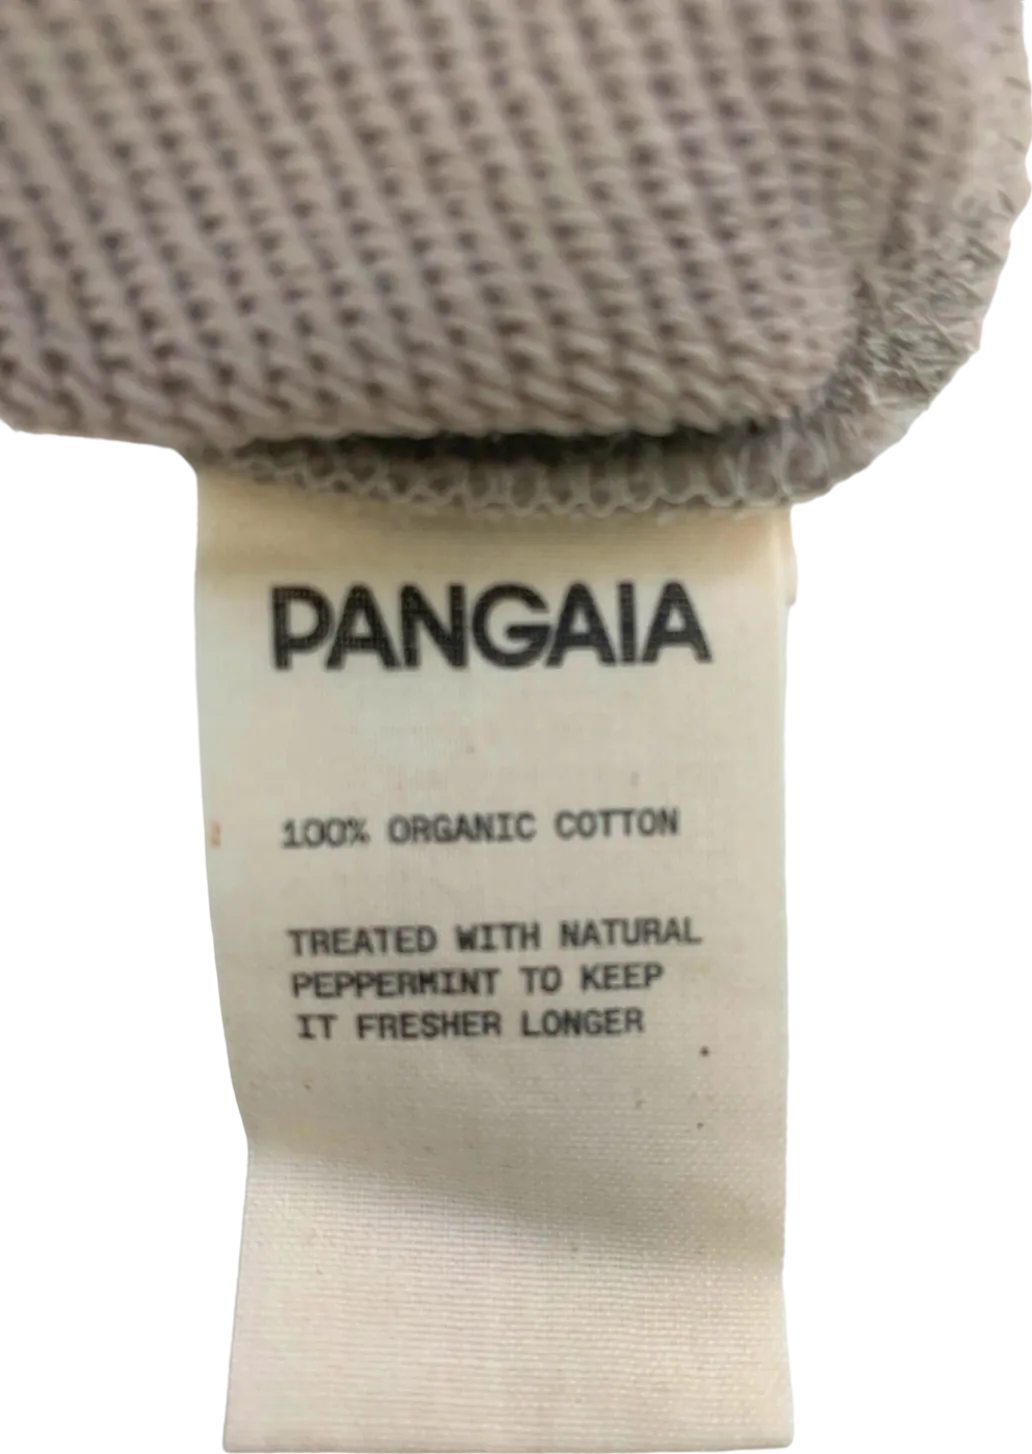 PANGAIA
100% ORGANIC COTTON
TREATED WITH NATURAL
PEPPERMINT TO KEEP
IT FRESHER LONGER